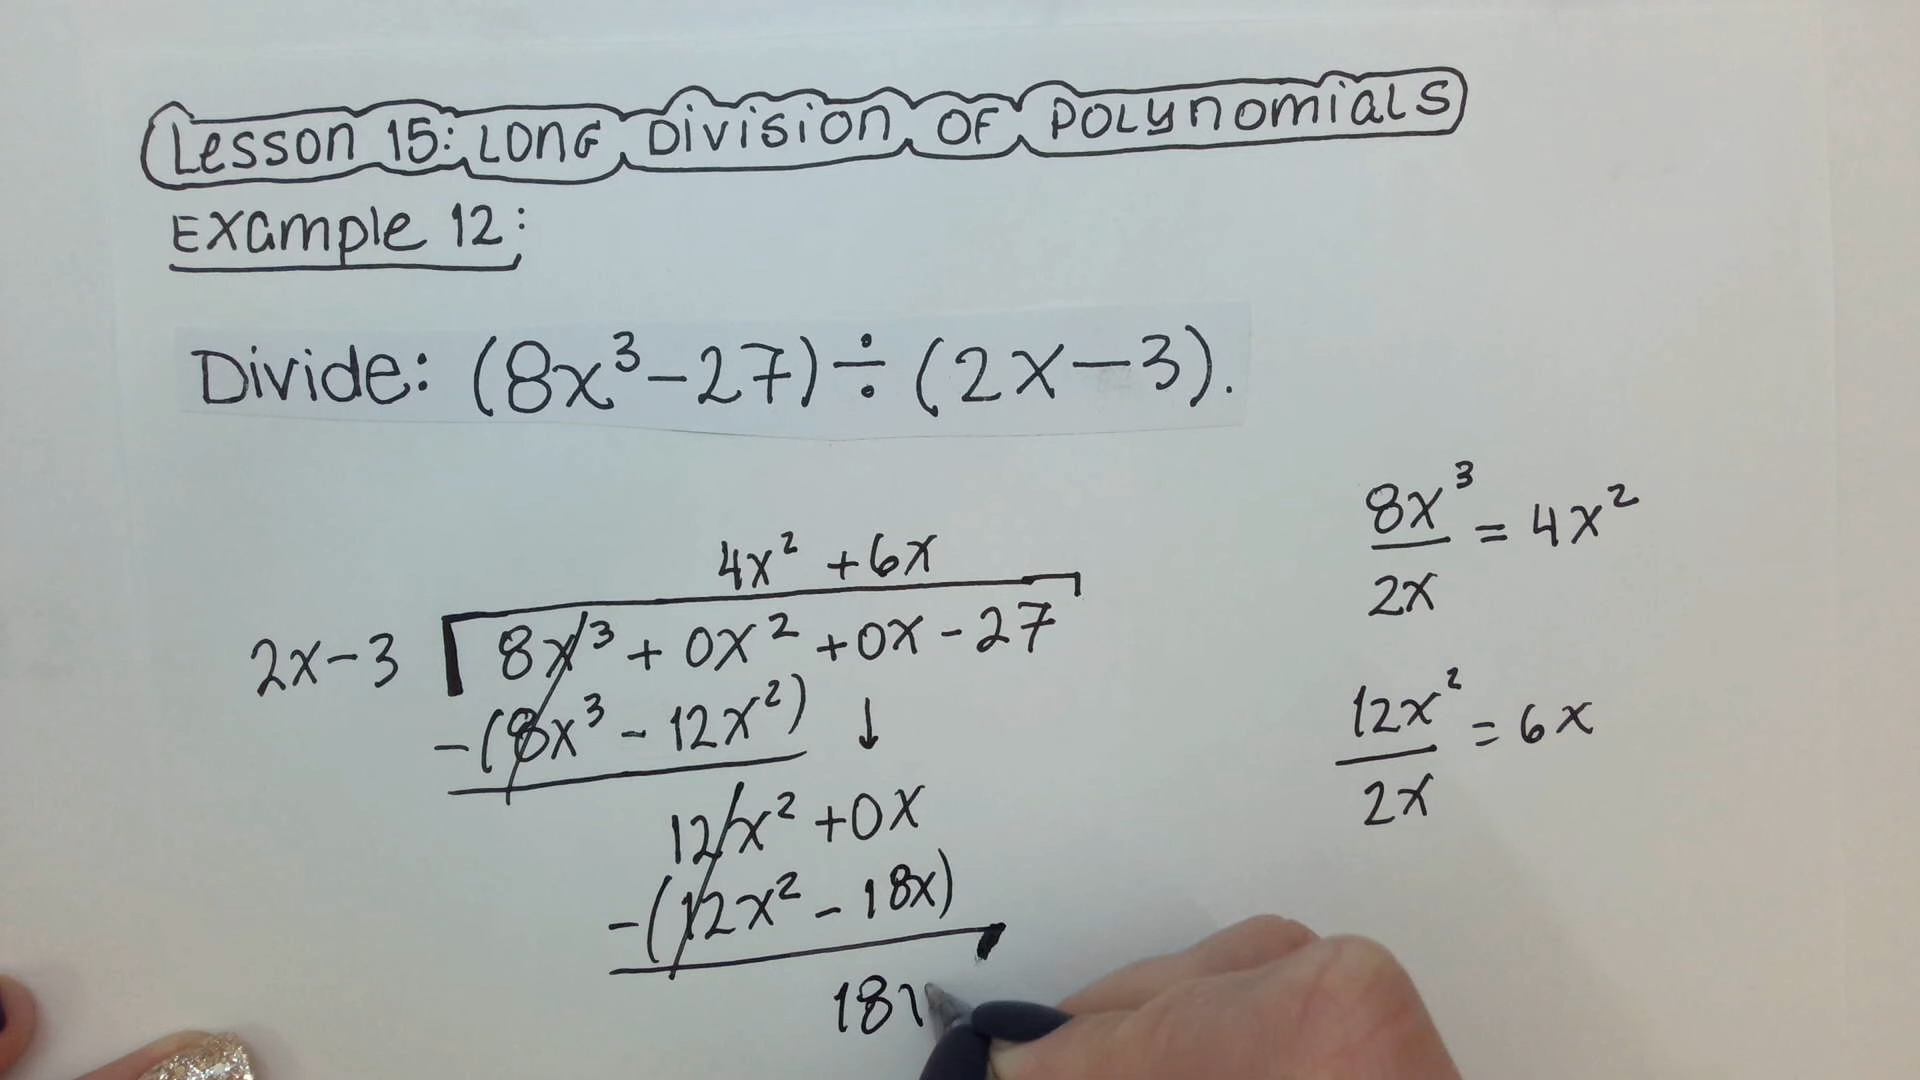 Lesson 15: LONG DIVISION OF POLYNOMIALS
Example 12:
Divide: (8x³-27)÷(2x-3).
4x² +6x
2x-3 8x³ + 0x² +0x - 27
-(8x³ - 12x²) ↓
12x² +0x
-(12x² - 18x)
18x
8x³/2x = 4x²
12x²/2x = 6x